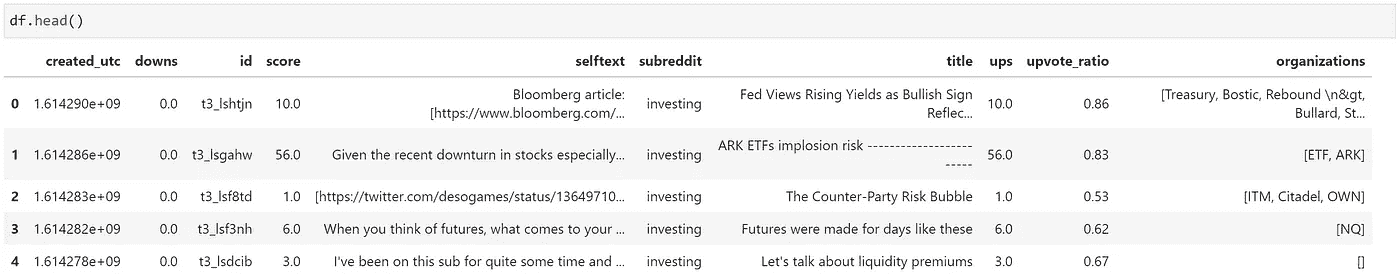 df.head()
created_utc downs id score selftext subreddit title ups upvote_ratio organizations
0 1.614290e+09 0.0 t3_lshtjn 10.0 Bloomberg article: [https://www.bloomberg.com/... investing Fed Views Rising Yields as Bullish Sign Reflec... 10.0 0.86 [Treasury, Bostic, Rebound \n&gt, Bullard, St...
1 1.614286e+09 0.0 t3_lsgahw 56.0 Given the recent downturn in stocks especially... investing ARK ETFs implosion risk ---------------------- ----- 56.0 0.83 [ETF, ARK]
2 1.614283e+09 0.0 t3_lsf8td 1.0 [https://twitter.com/desogames/status/13649710... investing The Counter-Party Risk Bubble 1.0 0.53 [ITM, Citadel, OWN]
3 1.614282e+09 0.0 t3_lsf3nh 6.0 When you think of futures, what comes to your ... investing Futures were made for days like these 6.0 0.62 [NQ]
4 1.614278e+09 0.0 t3_lsdcib 3.0 I've been on this sub for quite some time and ... investing Let's talk about liquidity premiums 3.0 0.67 []